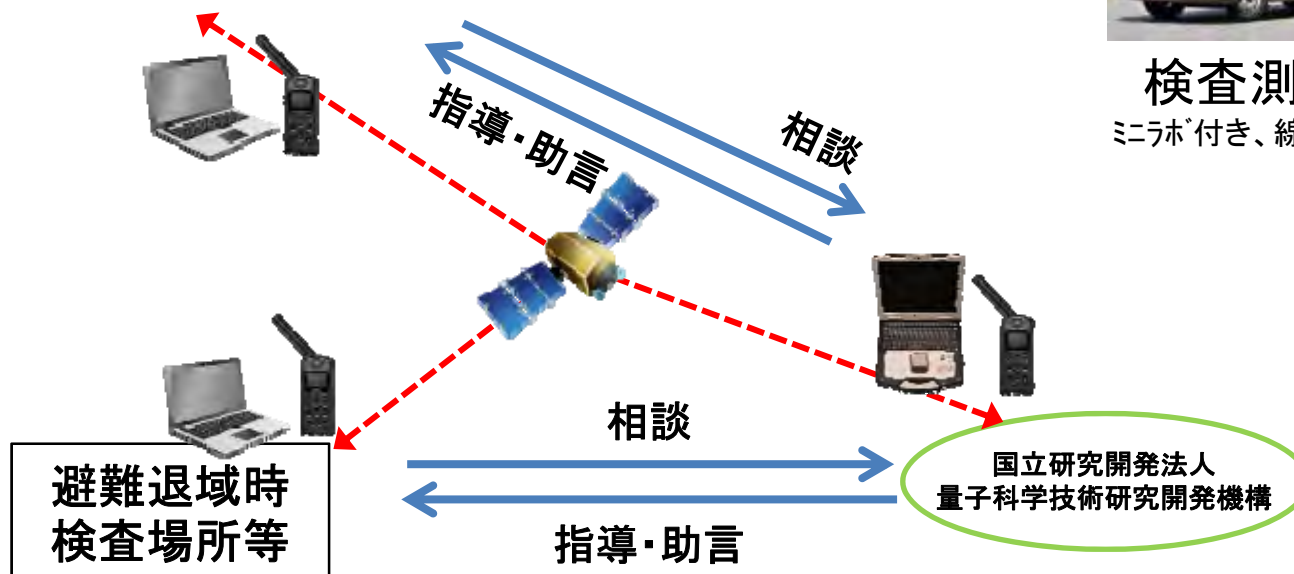 検査測
ﾐﾆﾗﾎﾞ付き、線
指導・助言
相談
相談
国立研究開発法人
量子科学技術研究開発機構
避難退域時
検査場所等
指導・助言